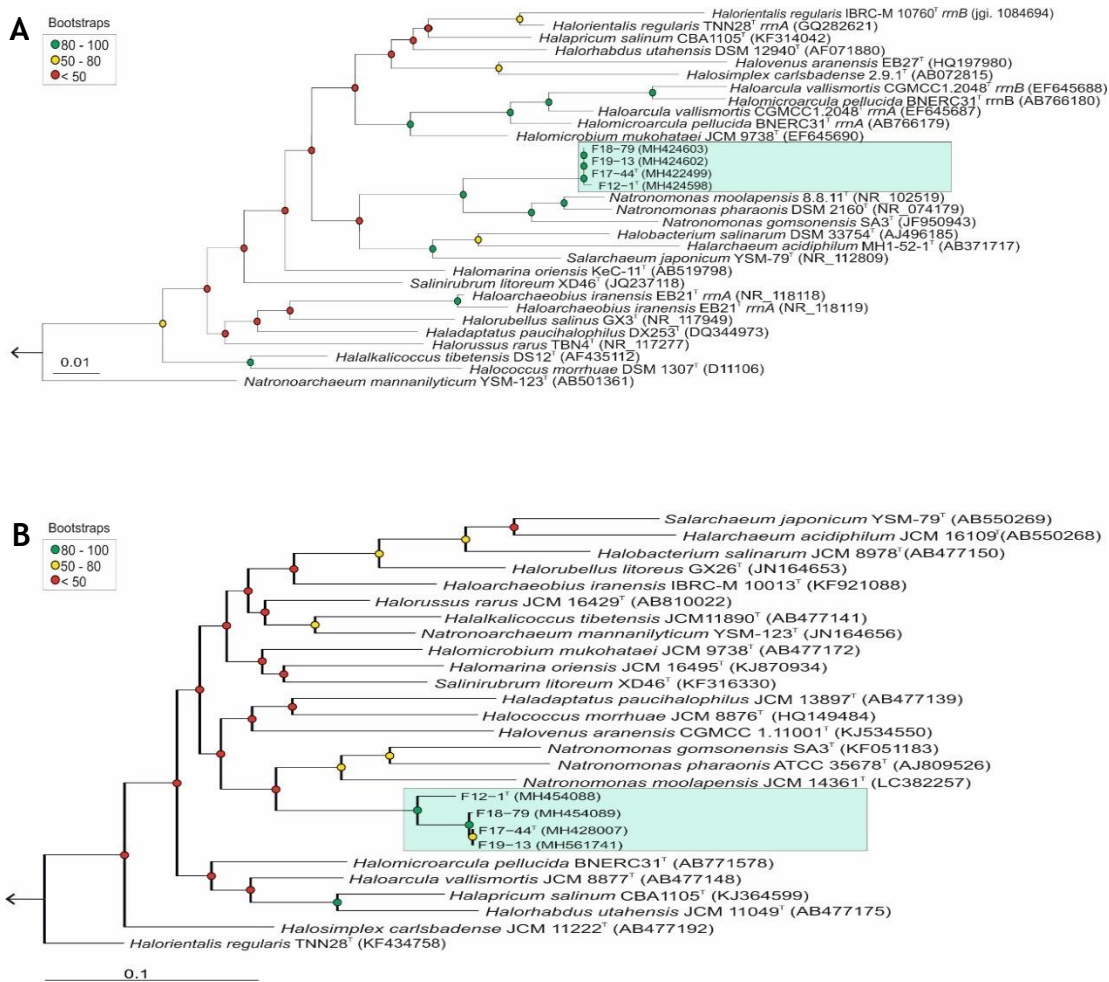 A
Bootstraps
80 - 100
50 - 80
< 50
Halorientalis regularis IBRC-M 10760ᵀ rrnB (jgi. 1084694)
Halorientalis regularis TNN28ᵀ rrnA (GQ282621)
Halapricum salinum CBA1105ᵀ (KF314042)
Halorhabdus utahensis DSM 12940ᵀ (AF071880)
Halovenus aranensis EB27ᵀ (HQ197980)
Halosimplex carlsbadense 2.9.1ᵀ (AB072815)
Haloarcula vallismortis CGMCC1.2048ᵀ rrnB (EF645688)
Halomicroarcula pellucida BNERC31ᵀ rrnB (AB766180)
Haloarcula vallismortis CGMCC1.2048ᵀ rrnA (EF645687)
Halomicroarcula pellucida BNERC31ᵀ rrnA (AB766179)
Halomicrobium mukohataei JCM 9738ᵀ (EF645690)
F18-79 (MH424603)
F19-13 (MH424602)
F17-44ᵀ (MH422499)
F12-1ᵀ (MH424598)
Natronomonas moolapensis 8.8.11ᵀ (NR_102519)
Natronomonas pharaonis DSM 2160ᵀ (NR_074179)
Natronomonas gomsonensis SA3ᵀ (JF950943)
Halobacterium salinarum DSM 33754ᵀ (AJ496185)
Halarchaeum acidiphilum MH1-52-1ᵀ (AB371717)
Salarchaeum japonicum YSM-79ᵀ (NR_112809)
Halomarina oriensis KeC-11ᵀ (AB519798)
Salinirubrum litoreum XD46ᵀ (JQ237118)
Haloarchaeobius iranensis EB21ᵀ rrnA (NR_118118)
Haloarchaeobius iranensis EB21ᵀ rrnA (NR_118119)
Halorubellus salinus GX3ᵀ (NR_117949)
Haladaptatus paucihalophilus DX253ᵀ (DQ344973)
Halorussus rarus TBN4ᵀ (NR_117277)
Halalkalicoccus tibetensis DS12ᵀ (AF435112)
Halococcus morrhuae DSM 1307ᵀ (D11106)
Natronoarchaeum mannanilyticum YSM-123ᵀ (AB501361)
0.01
B
Bootstraps
80 - 100
50 - 80
< 50
Salarchaeum japonicum YSM-79ᵀ (AB550269)
Halarchaeum acidiphilum JCM 16109ᵀ (AB550268)
Halobacterium salinarum JCM 8978ᵀ (AB477150)
Halorubellus litoreus GX26ᵀ (JN164653)
Haloarchaeobius iranensis IBRC-M 10013ᵀ (KF921088)
Halorussus rarus JCM 16429ᵀ (AB810022)
Halalkalicoccus tibetensis JCM11890ᵀ (AB477141)
Natronoarchaeum mannanilyticum YSM-123ᵀ (JN164656)
Halomicrobium mukohataei JCM 9738ᵀ (AB477172)
Halomarina oriensis JCM 16495ᵀ (KJ870934)
Salinirubrum litoreum XD46ᵀ (KF316330)
Haladaptatus paucihalophilus JCM 13897ᵀ (AB477139)
Halococcus morrhuae JCM 8876ᵀ (HQ149484)
Halovenus aranensis CGMCC 1.11001ᵀ (KJ534550)
Natronomonas gomsonensis SA3ᵀ (KF051183)
Natronomonas pharaonis ATCC 35678ᵀ (AJ809526)
Natronomonas moolapensis JCM 14361ᵀ (LC382257)
F12-1ᵀ (MH454088)
F18-79 (MH454089)
F17-44ᵀ (MH428007)
F19-13 (MH561741)
Halomicroarcula pellucida BNERC31ᵀ (AB771578)
Haloarcula vallismortis JCM 8877ᵀ (AB477148)
Halapricum salinum CBA1105ᵀ (KJ364599)
Halorhabdus utahensis JCM 11049ᵀ (AB477175)
Halosimplex carlsbadense JCM 11222ᵀ (AB477192)
Halorientalis regularis TNN28ᵀ (KF434758)
0.1